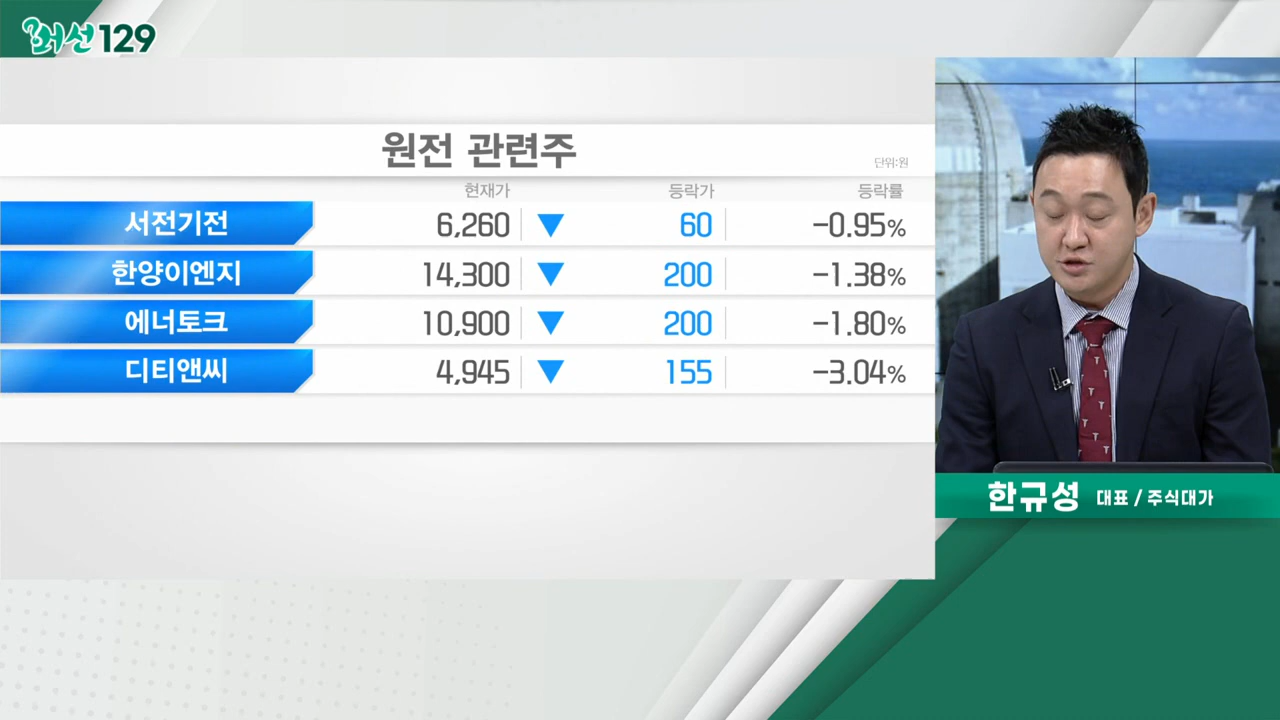 머선129
원전 관련주
단위:원
현재가 등락가 등락률
서전기전 6,260 ▼ 60 -0.95%
한양이엔지 14,300 ▼ 200 -1.38%
에너토크 10,900 ▼ 200 -1.80%
디티앤씨 4,945 ▼ 155 -3.04%
한규성 대표 / 주식대가